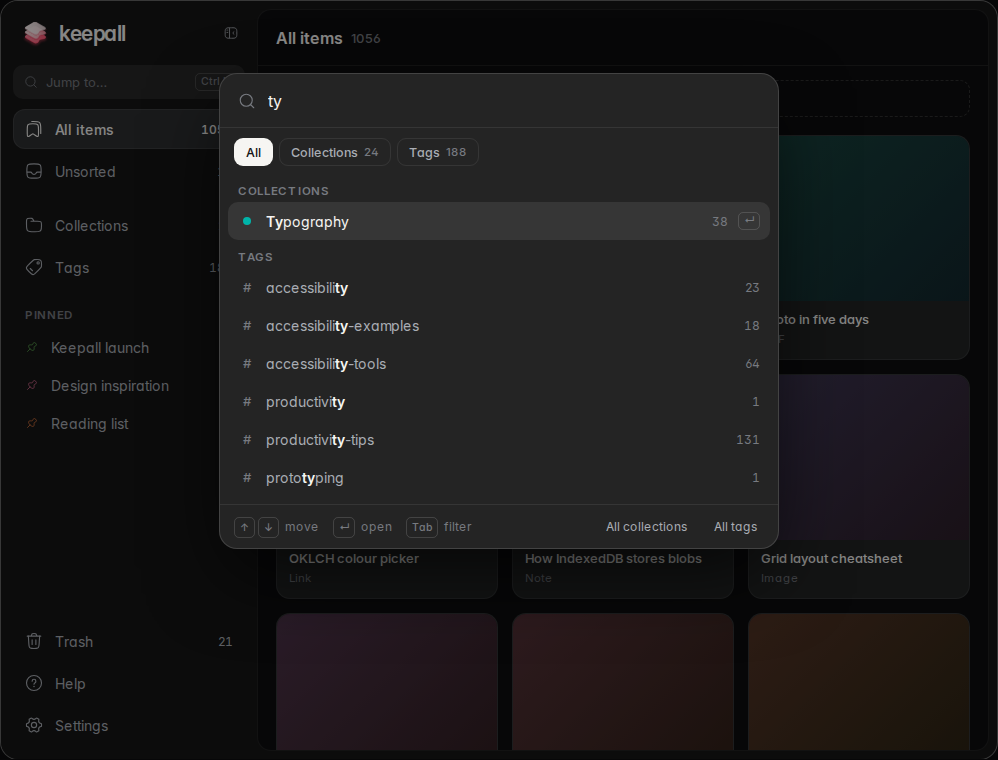 keepall
Jump to...
Ctrl
All items
Unsorted
Collections
Tags
PINNED
Keepall launch
Design inspiration
Reading list
Trash 21
Help
Settings
All items 1056
ty
All
Collections 24
Tags 188
COLLECTIONS
Typography 38
TAGS
# accessibility 23
# accessibility-examples 18
# accessibility-tools 64
# productivity 1
# productivity-tips 131
# prototyping 1
move
open
Tab filter
All collections
All tags
in five days
OKLCH colour picker
Link
How IndexedDB stores blobs
Note
Grid layout cheatsheet
Image